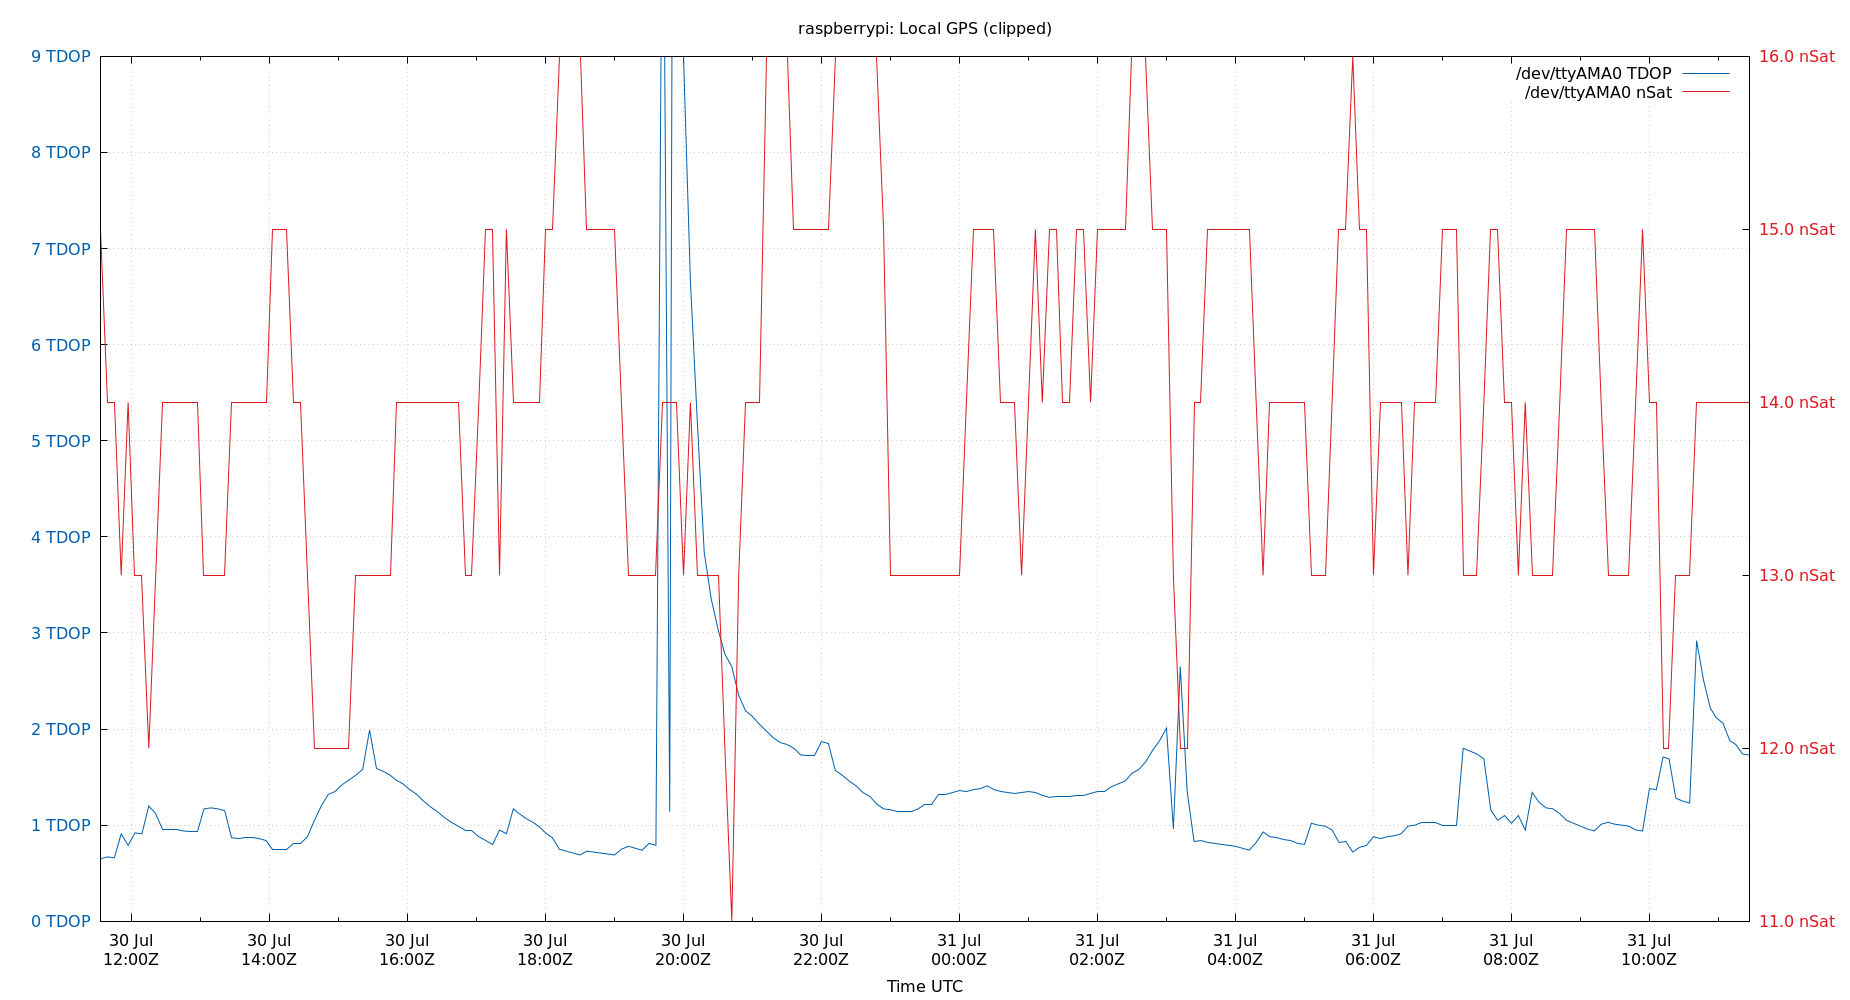 raspberrypi: Local GPS (clipped)
9 TDOP
8 TDOP
7 TDOP
6 TDOP
5 TDOP
4 TDOP
3 TDOP
2 TDOP
1 TDOP
0 TDOP
16.0 nSat
15.0 nSat
14.0 nSat
13.0 nSat
12.0 nSat
11.0 nSat
/dev/ttyAMA0 TDOP
/dev/ttyAMA0 nSat
30 Jul
12:00Z
30 Jul
14:00Z
30 Jul
16:00Z
30 Jul
18:00Z
30 Jul
20:00Z
30 Jul
22:00Z
31 Jul
00:00Z
31 Jul
02:00Z
31 Jul
04:00Z
31 Jul
06:00Z
31 Jul
08:00Z
31 Jul
10:00Z
Time UTC